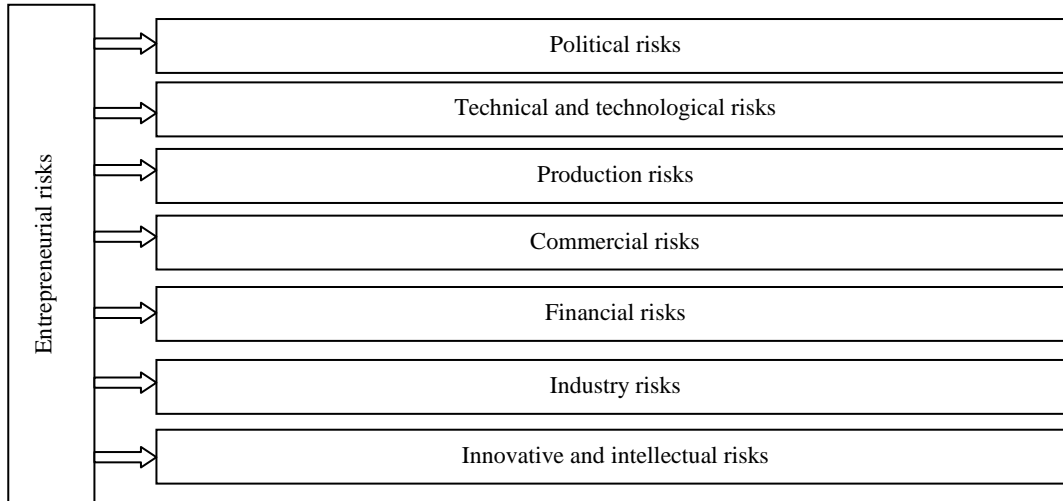 Entrepreneurial risks
Political risks
Technical and technological risks
Production risks
Commercial risks
Financial risks
Industry risks
Innovative and intellectual risks